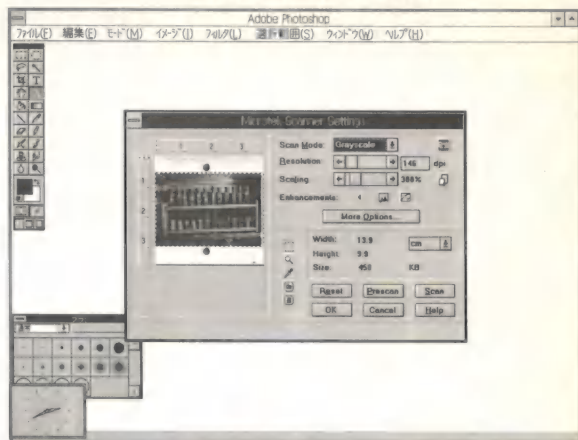 Adobe Photoshop
ファイル(F) 編集(E) モード(M) イメージ(I) フィルタ(L) 選択範囲(S) ウィンドウ(W) ヘルプ(H)
Microtek Scanner Settings
1 2 3
1
2
3
Scan Mode: Grayscale
Resolution: 146 dpi
Scaling: 388%
Enhancements:
More Options...
Width: 13.9 cm
Height: 9.9
Size: 450 KB
Reset Prescan Scan
OK Cancel Help